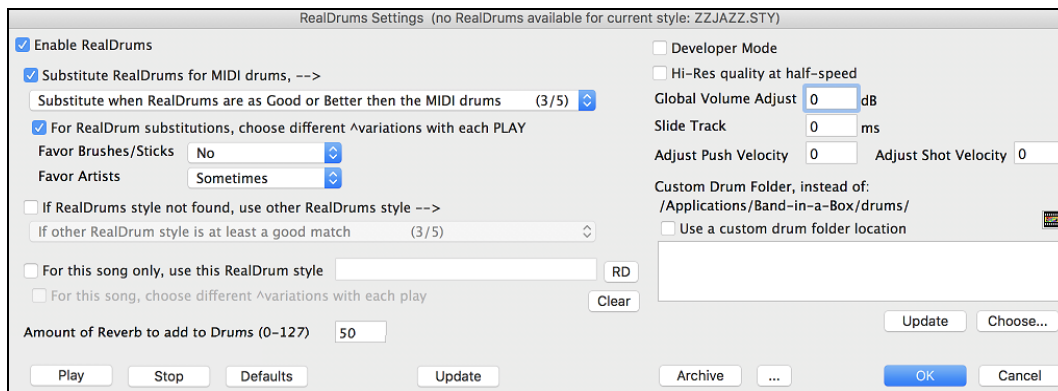 RealDrums Settings (no RealDrums available for current style: ZZJAZZ.STY)
Enable RealDrums
Substitute RealDrums for MIDI drums, -->
Substitute when RealDrums are as Good or Better then the MIDI drums (3/5)
For RealDrum substitutions, choose different ^variations with each PLAY
Favor Brushes/Sticks No
Favor Artists Sometimes
If RealDrums style not found, use other RealDrums style -->
If other RealDrum style is at least a good match (3/5)
For this song only, use this RealDrum style RD
For this song, choose different ^variations with each play
Clear
Amount of Reverb to add to Drums (0-127) 50
Developer Mode
Hi-Res quality at half-speed
Global Volume Adjust 0 dB
Slide Track 0 ms
Adjust Push Velocity 0 Adjust Shot Velocity 0
Custom Drum Folder, instead of:
/Applications/Band-in-a-Box/drums/
Use a custom drum folder location
Update Choose...
Play Stop Defaults Update Archive ... OK Cancel